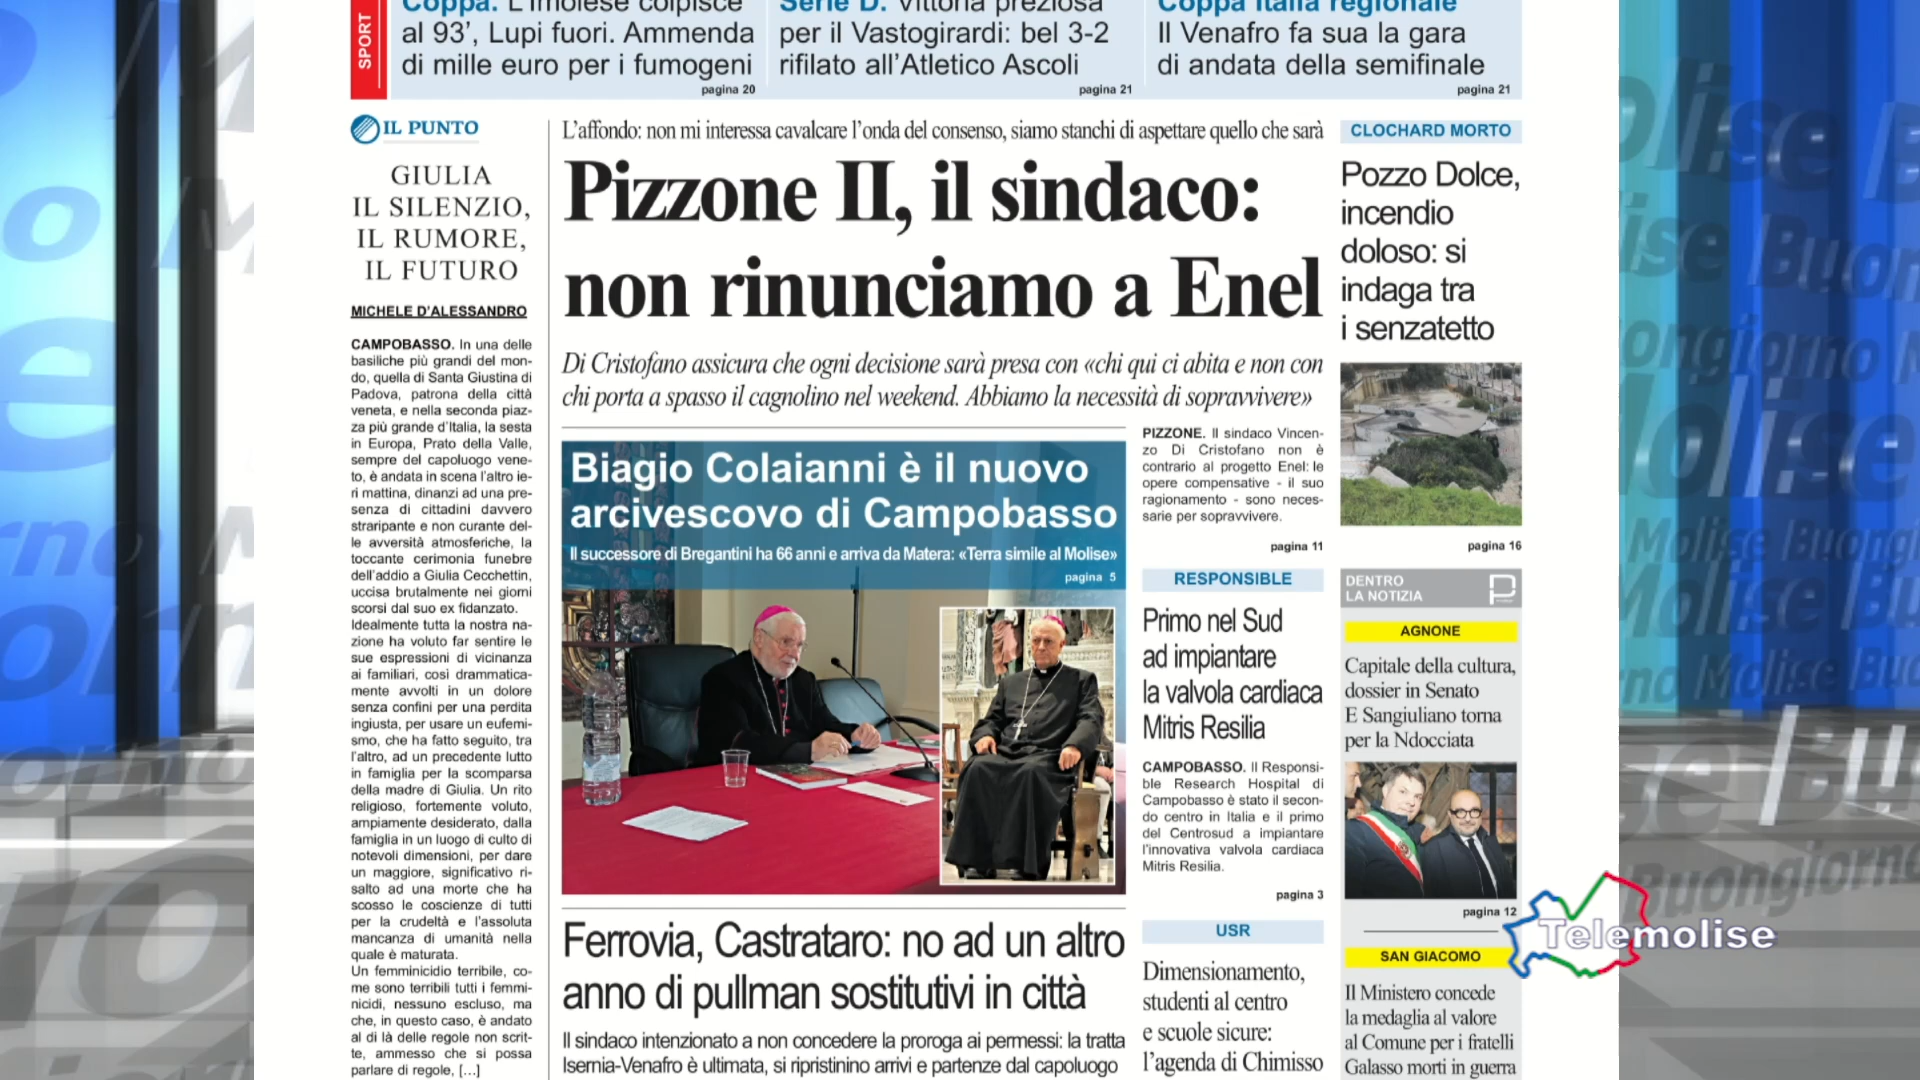 SPORT
Coppa. L'Imolese colpisce
al 93', Lupi fuori. Ammenda
di mille euro per i fumogeni
pagina 20
Serie D. Vittoria preziosa
per il Vastogirardi: bel 3-2
rifilato all'Atletico Ascoli
pagina 21
Coppa Italia regionale
Il Venafro fa sua la gara
di andata della semifinale
pagina 21
IL PUNTO
GIULIA
IL SILENZIO,
IL RUMORE,
IL FUTURO
MICHELE D'ALESSANDRO
CAMPOBASSO. In una delle
basiliche più grandi del mon-
do, quella di Santa Giustina di
Padova, patrona della città
veneta, e nella seconda piaz-
za più grande d'Italia, la sesta
in Europa, Prato della Valle,
sempre del capoluogo vene-
to, è andata in scena l'altro ie-
ri mattina, dinanzi ad una pre-
senza di cittadini davvero
straripante e non curante del-
le avversità atmosferiche, la
toccante cerimonia funebre
dell'addio a Giulia Cecchettin,
uccisa brutalmente nei giorni
scorsi dal suo ex fidanzato.
Idealmente tutta la nostra na-
zione ha voluto far sentire le
sue espressioni di vicinanza
ai familiari, così drammatica-
mente avvolti in un dolore
senza confini per una perdita
ingiusta, per usare un eufemi-
smo, che ha fatto seguito, tra
l'altro, ad un precedente lutto
in famiglia per la scomparsa
della madre di Giulia. Un rito
religioso, fortemente voluto,
ampiamente desiderato, dalla
famiglia in un luogo di culto di
notevoli dimensioni, per dare
un maggiore, significativo ri-
salto ad una morte che ha
scosso le coscienze di tutti
per la crudeltà e l'assoluta
mancanza di umanità nella
quale è maturata.
Un femminicidio terribile, co-
me sono terribili tutti i femmi-
nicidi, nessuno escluso, ma
che, in questo caso, è andato
al di là delle regole non scrit-
te, ammesso che si possa
parlare di regole, [...]
L'affondo: non mi interessa cavalcare l'onda del consenso, siamo stanchi di aspettare quello che sarà
Pizzone II, il sindaco:
non rinunciamo a Enel
Di Cristofano assicura che ogni decisione sarà presa con «chi qui ci abita e non con
chi porta a spasso il cagnolino nel weekend. Abbiamo la necessità di sopravvivere»
Biagio Colaianni è il nuovo
arcivescovo di Campobasso
Il successore di Bregantini ha 66 anni e arriva da Matera: «Terra simile al Molise»
pagina 5
Ferrovia, Castrataro: no ad un altro
anno di pullman sostitutivi in città
Il sindaco intenzionato a non concedere la proroga ai permessi: la tratta
Isernia-Venafro è ultimata, si ripristinino arrivi e partenze dal capoluogo
PIZZONE. Il sindaco Vincen-
zo Di Cristofano non è
contrario al progetto Enel: le
opere compensative - il suo
ragionamento - sono neces-
sarie per sopravvivere.
pagina 11
RESPONSIBLE
Primo nel Sud
ad impiantare
la valvola cardiaca
Mitris Resilia
CAMPOBASSO. Il Responsi-
ble Research Hospital di
Campobasso è stato il secon-
do centro in Italia e il primo
del Centrosud a impiantare
l'innovativa valvola cardiaca
Mitris Resilia.
pagina 3
USR
Dimensionamento,
studenti al centro
e scuole sicure:
l'agenda di Chimisso
CLOCHARD MORTO
Pozzo Dolce,
incendio
doloso: si
indaga tra
i senzatetto
pagina 16
DENTRO
LA NOTIZIA
AGNONE
Capitale della cultura,
dossier in Senato
E Sangiuliano torna
per la Ndocciata
pagina 12
SAN GIACOMO
Il Ministero concede
la medaglia al valore
al Comune per i fratelli
Galasso morti in guerra
Telemolise